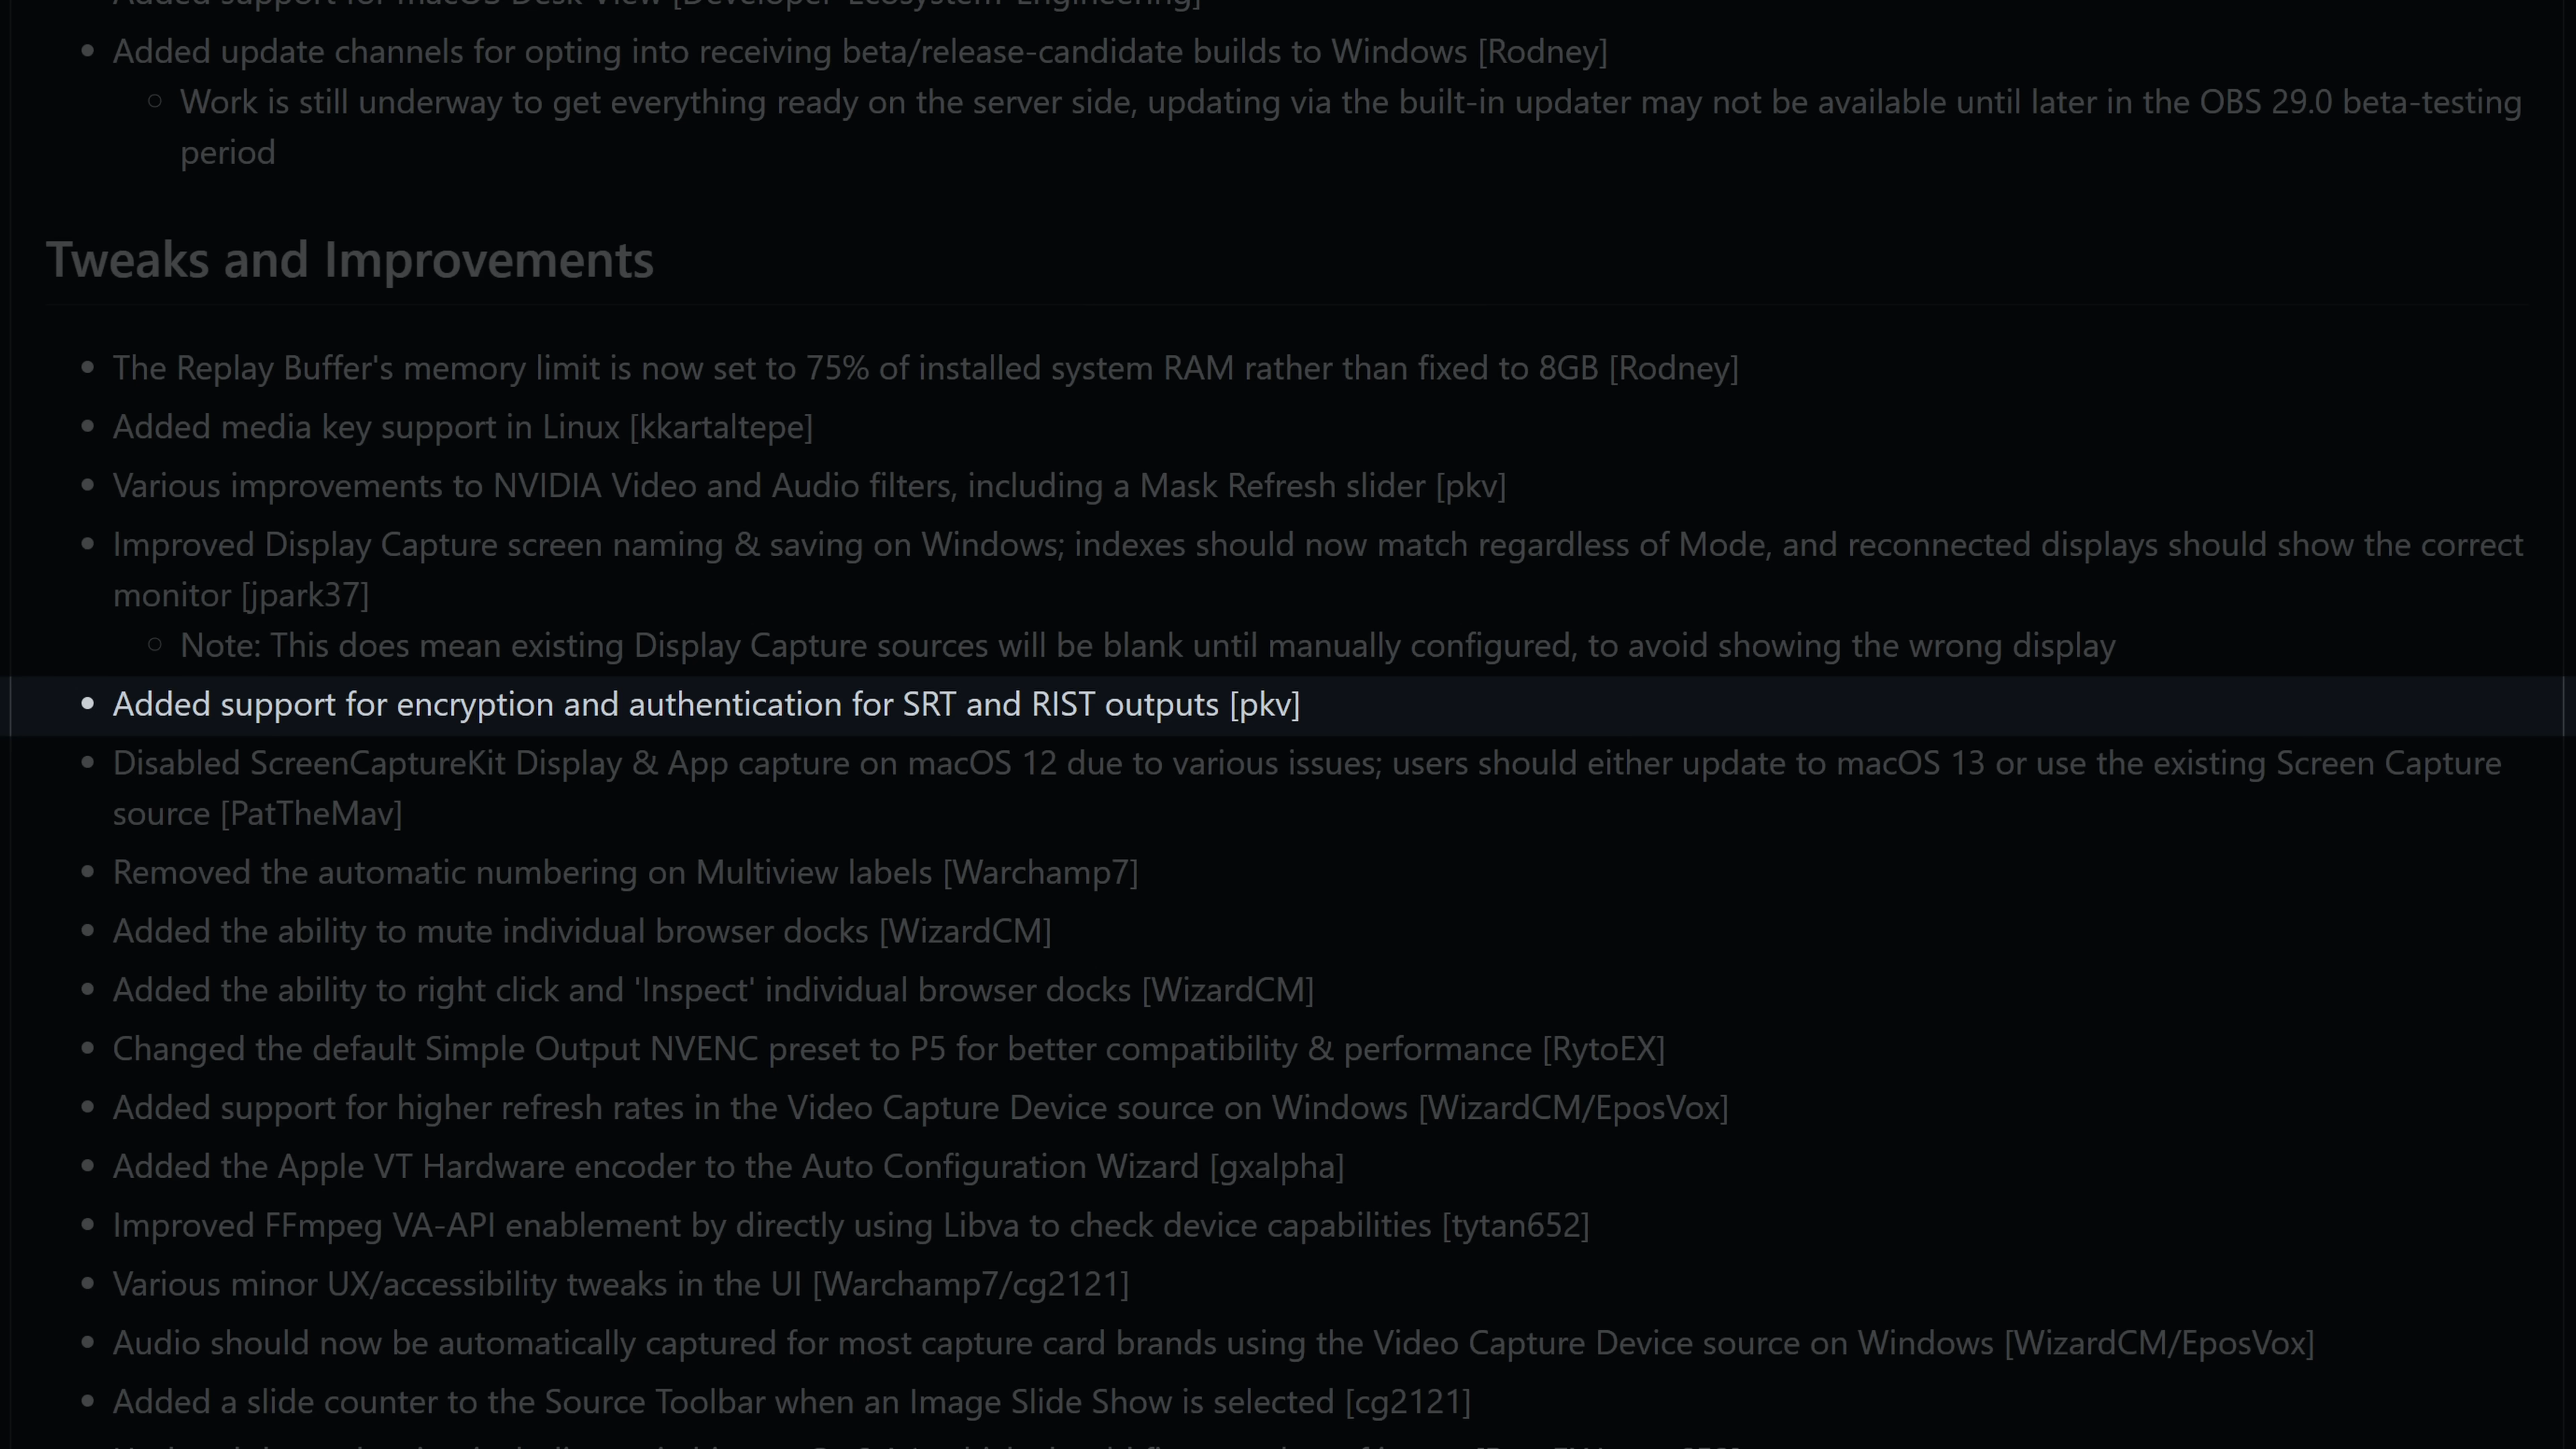 Added support for macOS Desk View [Developer-Ecosystem-Engineering]
Added update channels for opting into receiving beta/release-candidate builds to Windows [Rodney]
Work is still underway to get everything ready on the server side, updating via the built-in updater may not be available until later in the OBS 29.0 beta-testing
period
Tweaks and Improvements
The Replay Buffer's memory limit is now set to 75% of installed system RAM rather than fixed to 8GB [Rodney]
Added media key support in Linux [kkartaltepe]
Various improvements to NVIDIA Video and Audio filters, including a Mask Refresh slider [pkv]
Improved Display Capture screen naming & saving on Windows; indexes should now match regardless of Mode, and reconnected displays should show the correct
monitor [jpark37]
Note: This does mean existing Display Capture sources will be blank until manually configured, to avoid showing the wrong display
Added support for encryption and authentication for SRT and RIST outputs [pkv]
Disabled ScreenCaptureKit Display & App capture on macOS 12 due to various issues; users should either update to macOS 13 or use the existing Screen Capture
source [PatTheMav]
Removed the automatic numbering on Multiview labels [Warchamp7]
Added the ability to mute individual browser docks [WizardCM]
Added the ability to right click and 'Inspect' individual browser docks [WizardCM]
Changed the default Simple Output NVENC preset to P5 for better compatibility & performance [RytoEX]
Added support for higher refresh rates in the Video Capture Device source on Windows [WizardCM/EposVox]
Added the Apple VT Hardware encoder to the Auto Configuration Wizard [gxalpha]
Improved FFmpeg VA-API enablement by directly using Libva to check device capabilities [tytan652]
Various minor UX/accessibility tweaks in the UI [Warchamp7/cg2121]
Audio should now be automatically captured for most capture card brands using the Video Capture Device source on Windows [WizardCM/EposVox]
Added a slide counter to the Source Toolbar when an Image Slide Show is selected [cg2121]